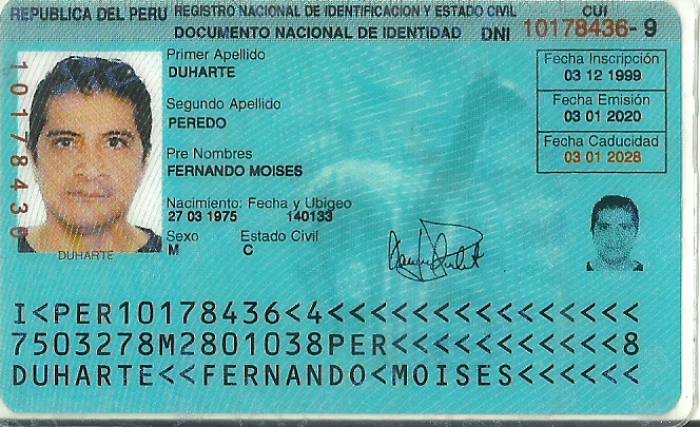 REPUBLICA DEL PERU REGISTRO NACIONAL DE IDENTIFICACION Y ESTADO CIVIL CUI
DOCUMENTO NACIONAL DE IDENTIDAD DNI 10178436-9
Primer Apellido
DUHARTE
Segundo Apellido
PEREDO
Pre Nombres
FERNANDO MOISES
Nacimiento: Fecha y Ubigeo
27 03 1975 140133
Sexo Estado Civil
M C
Fecha Inscripción
03 12 1999
Fecha Emisión
03 01 2020
Fecha Caducidad
03 01 2028
10178430
DUHARTE
I<PER10178436<4<<<<<<<<<<<<<<<
7503278M2801038PER<<<<<<<<<<<8
DUHARTE<<FERNANDO<MOISES<<<<<<